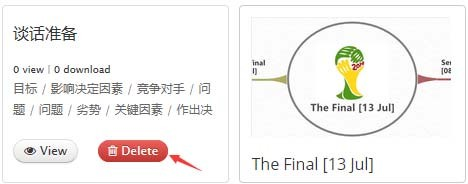 谈话准备
0 view | 0 download
目标 / 影响决定因素 / 竞争对手 / 问
题 / 问题 / 劣势 / 关键因素 / 作出决
View
Delete
The Final [13 Jul]
The Final [13 Jul]